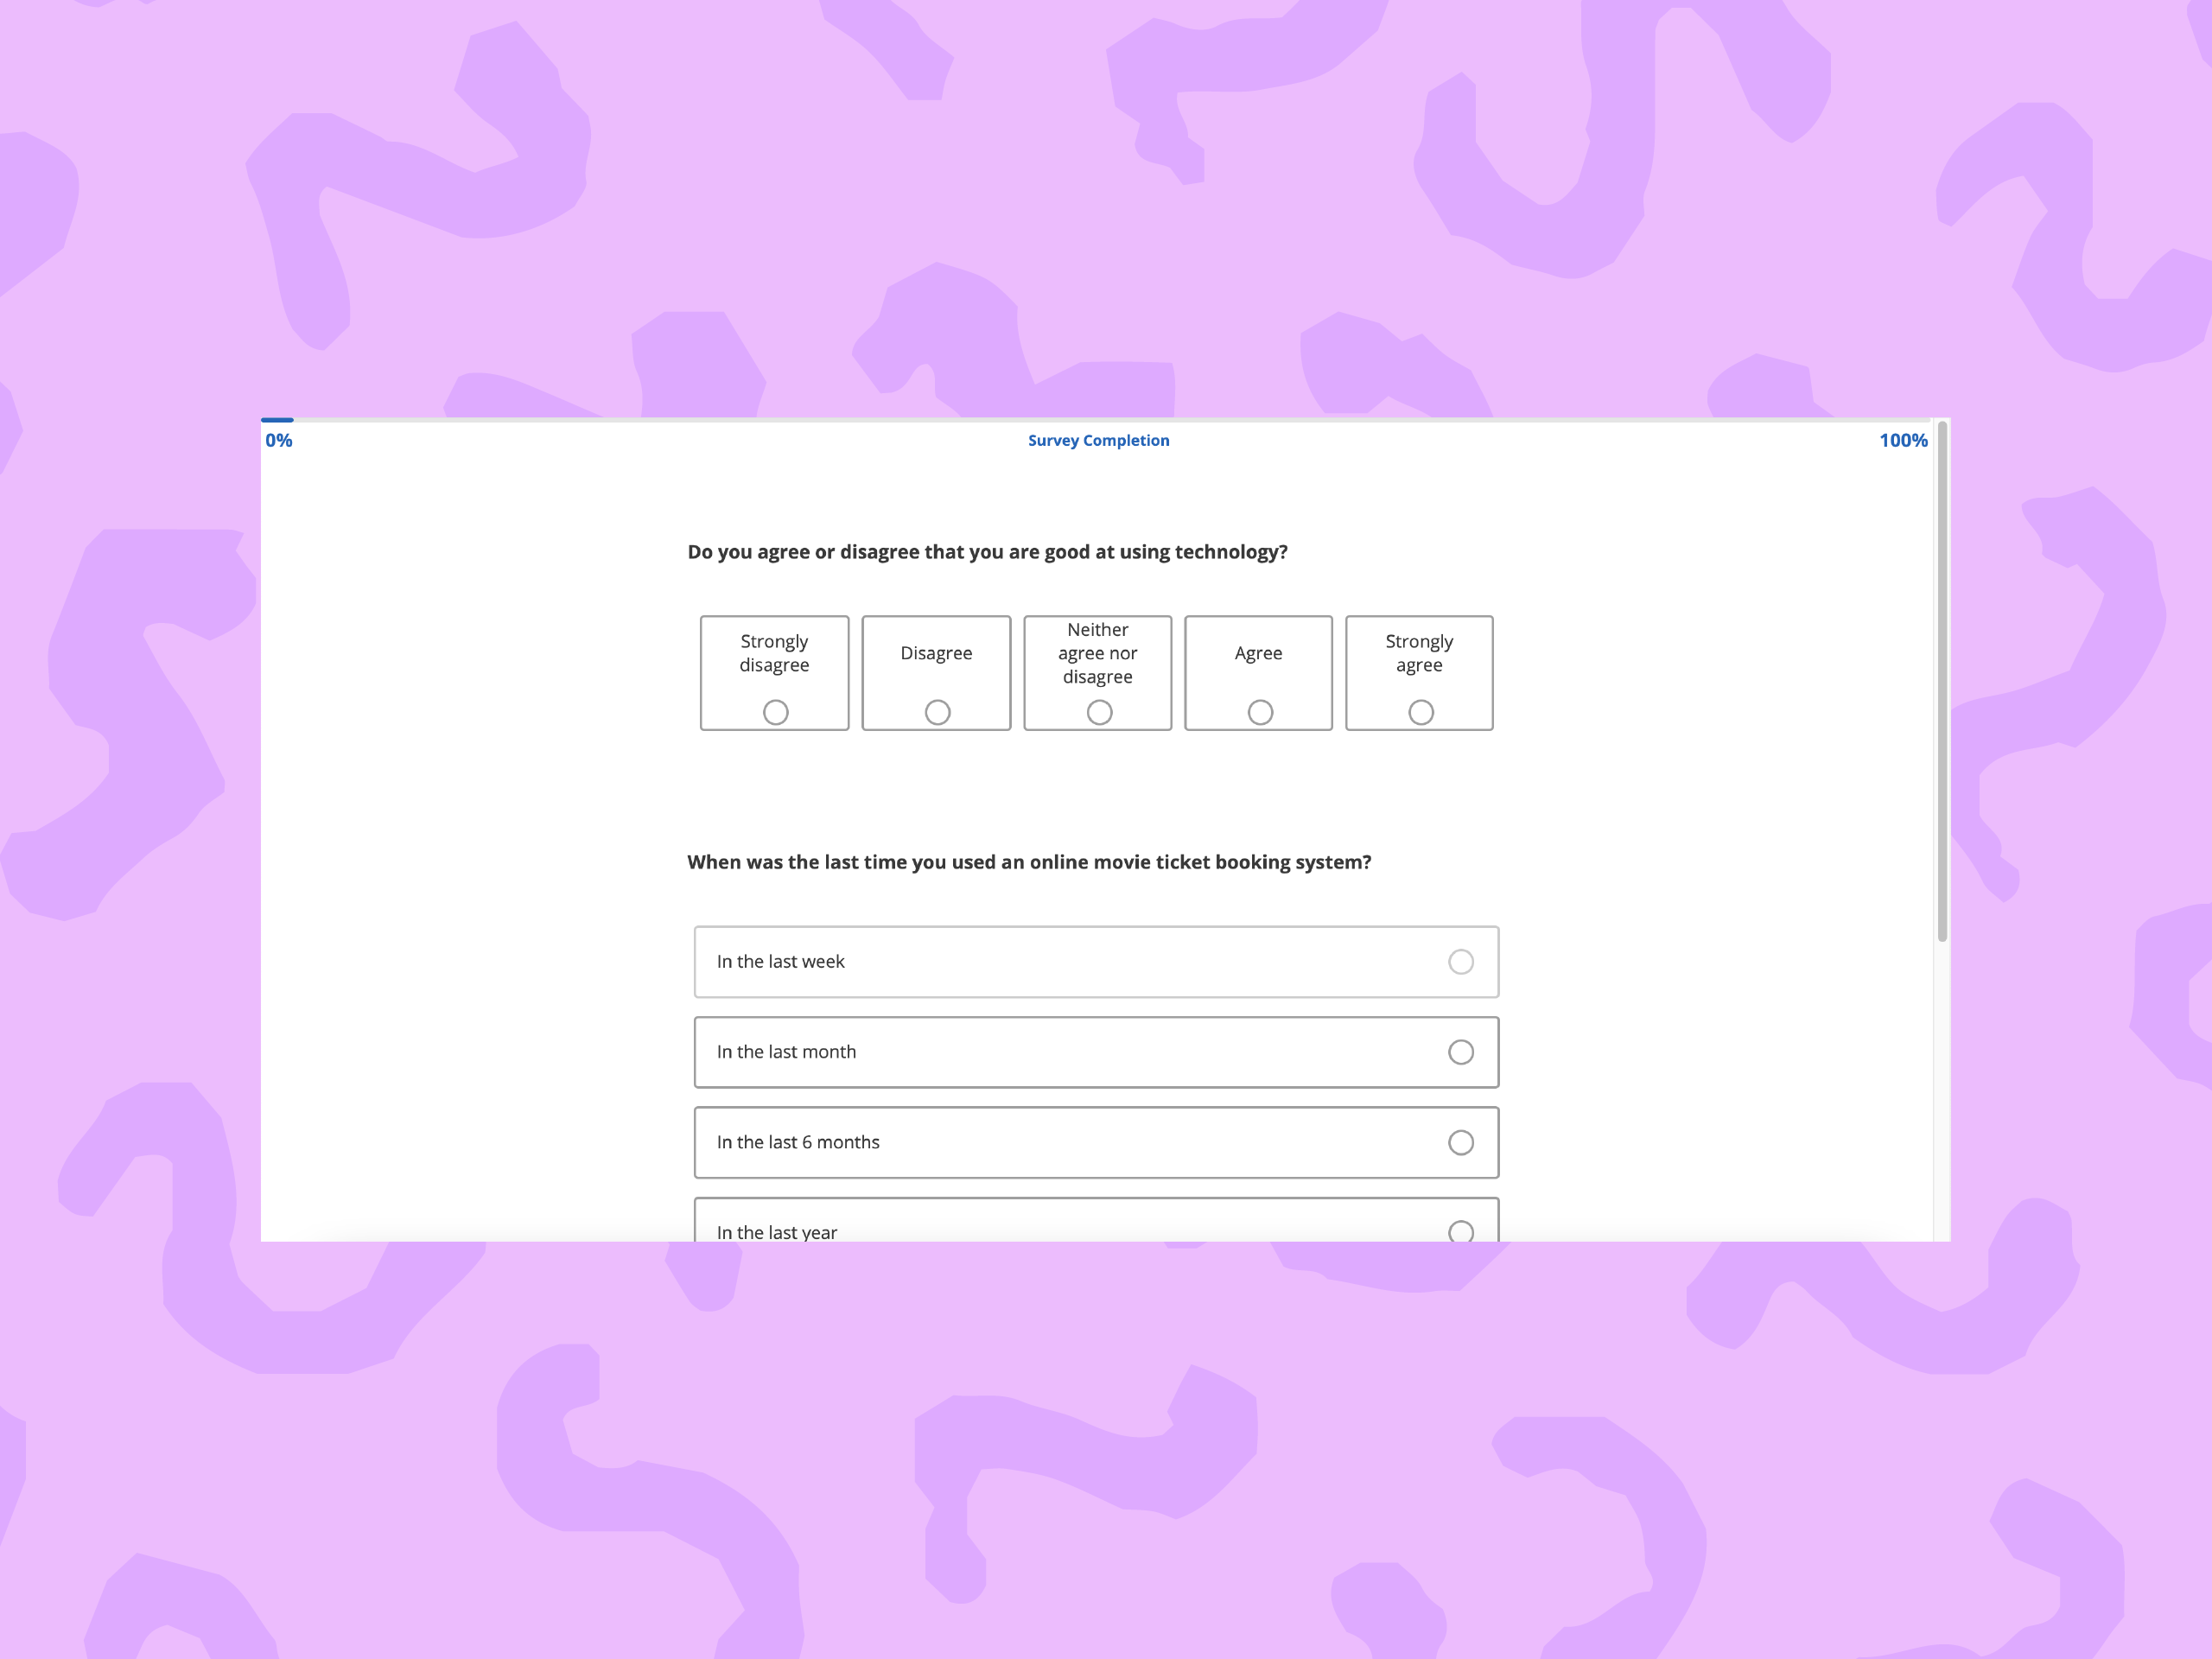 0%
Survey Completion
100%
Do you agree or disagree that you are good at using technology?
Strongly
disagree
Disagree
Neither
agree nor
disagree
Agree
Strongly
agree
When was the last time you used an online movie ticket booking system?
In the last week
In the last month
In the last 6 months
In the last year